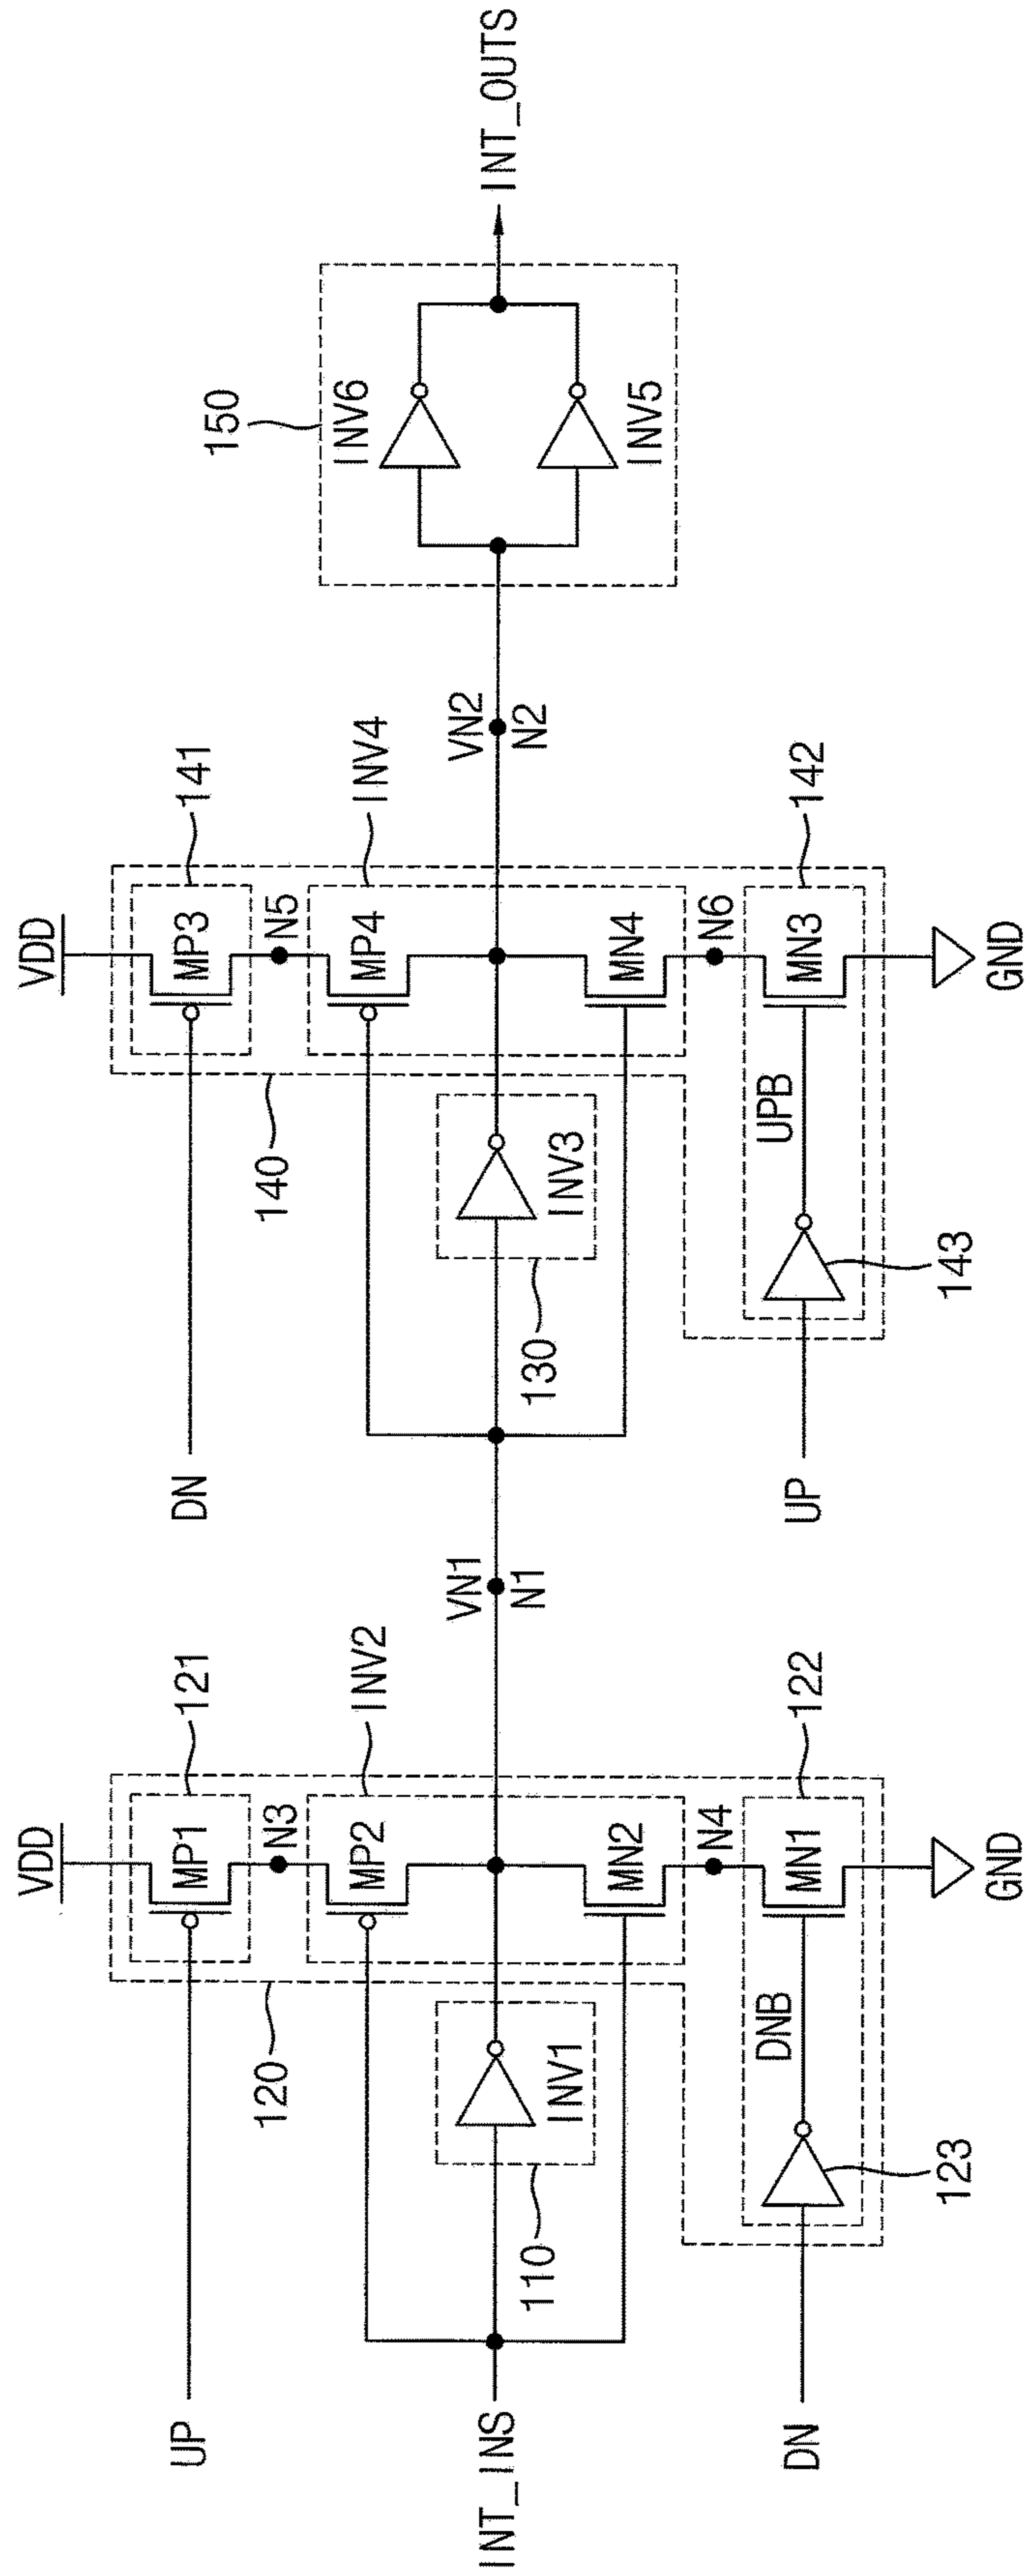 UP
INT_INS
DN
120
110
123
INV1
DNB
VDD
MP1
N3
MP2
MN2
N4
MN1
GND
121
INV2
122
VN1
N1
DN
UP
130
140
143
INV3
UPB
VDD
MP3
N5
MP4
MN4
N6
MN3
GND
141
INV4
142
VN2
N2
150
INV6
INV5
INT_OUTS